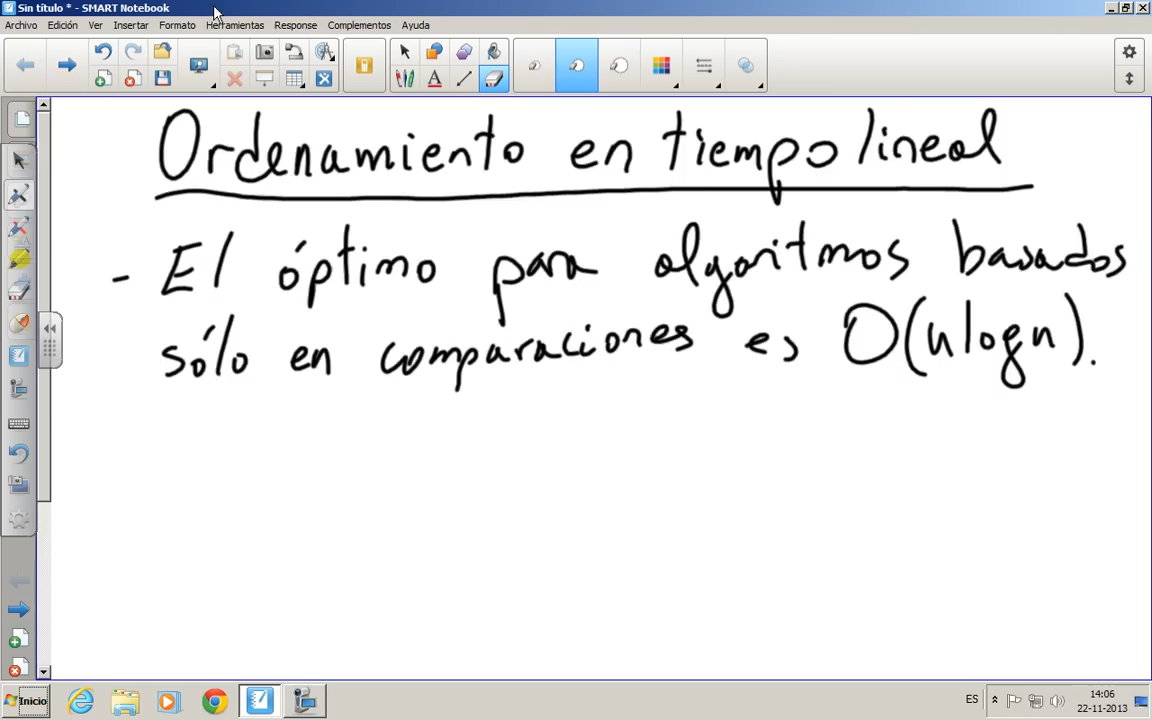 Sin título * - SMART Notebook
Archivo Edición Ver Insertar Formato Herramientas Response Complementos Ayuda
Ordenamiento en tiempo lineal
- El óptimo para algoritmos basados
sólo en comparaciones es O(nlogn).
Inicio
ES
14:06
22-11-2013